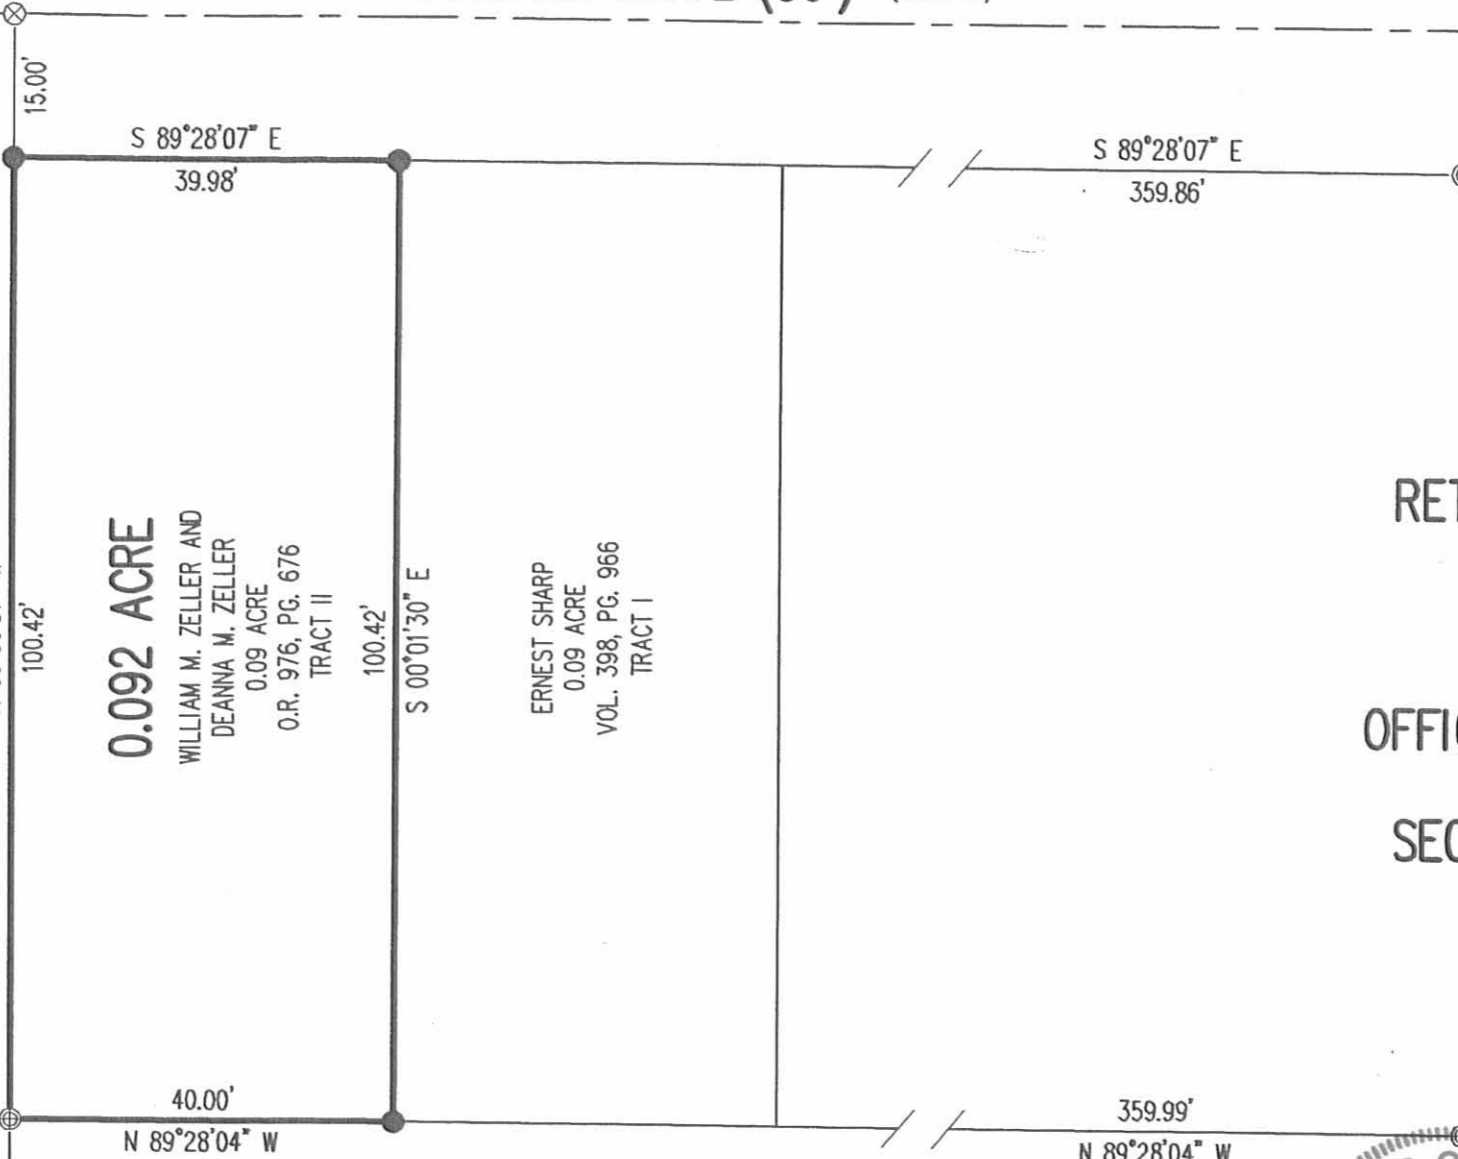 15.00'
S 89°28'07" E
39.98'
S 89°28'07" E
359.86'
100.42'
0.092 ACRE
WILLIAM M. ZELLER AND
DEANNA M. ZELLER
0.09 ACRE
O.R. 976, PG. 676
TRACT II
100.42'
S 00°01'30" E
ERNEST SHARP
0.09 ACRE
VOL. 398, PG. 966
TRACT I
RET
OFFI
SEC
40.00'
N 89°28'04" W
359.99'
N 89°28'04" W